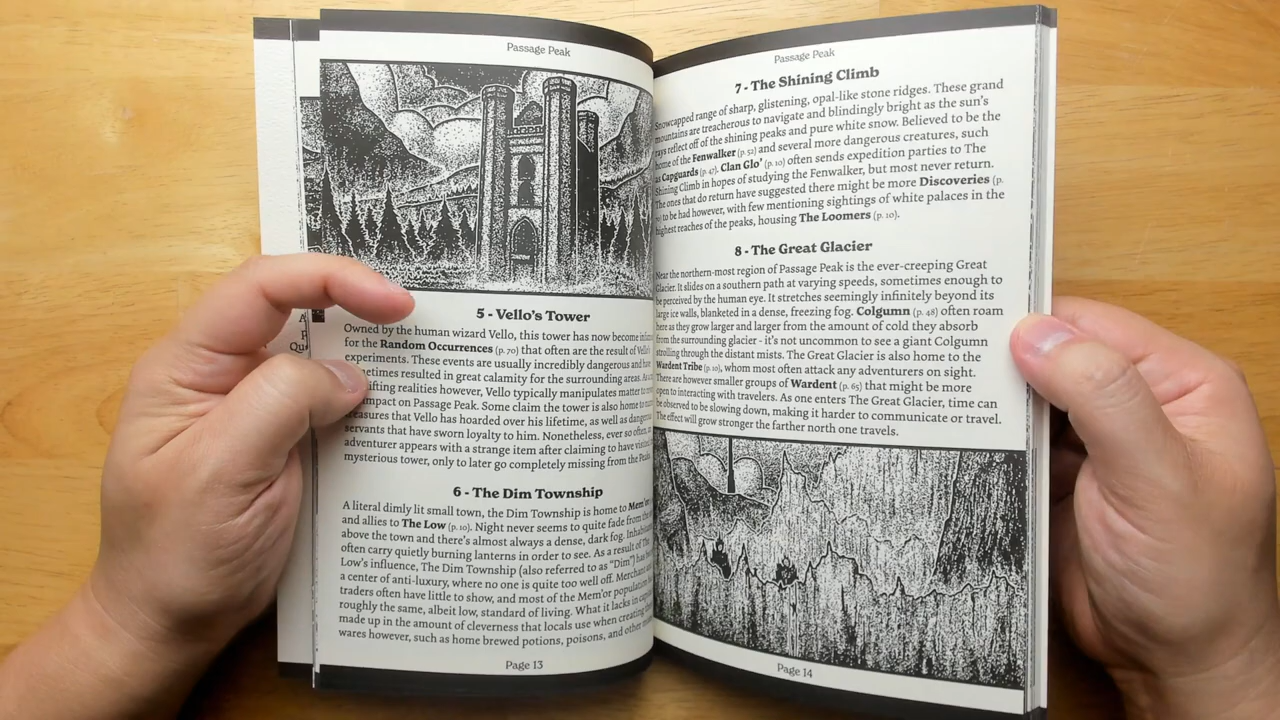 Passage Peak
5 - Vello's Tower
Owned by the human wizard Vello, this tower has now become
for the Random Occurrences (p. 70) that often are the result of Vello's
experiments. These events are usually incredibly dangerous and have
sometimes resulted in great calamity for the surrounding areas. As
shifting realities however, Vello typically manipulates matter to
impact on Passage Peak. Some claim the tower is also home to
treasures that Vello has hoarded over his lifetime, as well as dangerous
servants that have sworn loyalty to him. Nonetheless, ever so often, an
adventurer appears with a strange item after claiming to have visited
mysterious tower, only to later go completely missing from the Peaks.
6 - The Dim Township
A literal dimly lit small town, the Dim Township is home to Mem'or
and allies to The Low (p. 10). Night never seems to quite fade from the
above the town and there's almost always a dense, dark fog.
often carry quietly burning lanterns in order to see. As a result of The
Low's influence, The Dim Township (also referred to as "Dim") has
a center of anti-luxury, where no one is quite too well off. Merchants
traders often have little to show, and most of the Mem'or population
roughly the same, albeit low, standard of living. What it lacks in
made up in the amount of cleverness that locals use when creating
wares however, such as home brewed potions, poisons, and other
Page 13
Passage Peak
7 - The Shining Climb
Snowcapped range of sharp, glistening, opal-like stone ridges. These grand
mountains are treacherous to navigate and blindingly bright as the sun's
rays reflect off of the shining peaks and pure white snow. Believed to be the
home of the Fenwalker (p. 52) and several more dangerous creatures, such
as Capguards (p. 47). Clan Glo' (p. 10) often sends expedition parties to The
Shining Climb in hopes of studying the Fenwalker, but most never return.
The ones that do return have suggested there might be more Discoveries (p.
to be had however, with few mentioning sightings of white palaces in the
highest reaches of the peaks, housing The Loomers (p. 10).
8 - The Great Glacier
Near the northern-most region of Passage Peak is the ever-creeping Great
Glacier. It slides on a southern path at varying speeds, sometimes enough to
be perceived by the human eye. It stretches seemingly infinitely beyond its
large ice walls, blanketed in a dense, freezing fog. Colgumn (p. 48) often roam
here as they grow larger and larger from the amount of cold they absorb
from the surrounding glacier - it's not uncommon to see a giant Colgumn
strolling through the distant mists. The Great Glacier is also home to the
Wardent Tribe (p. 10), whom most often attack any adventurers on sight.
There are however smaller groups of Wardent (p. 65) that might be more
open to interacting with travelers. As one enters The Great Glacier, time can
be observed to be slowing down, making it harder to communicate or travel.
The effect will grow stronger the farther north one travels.
Page 14